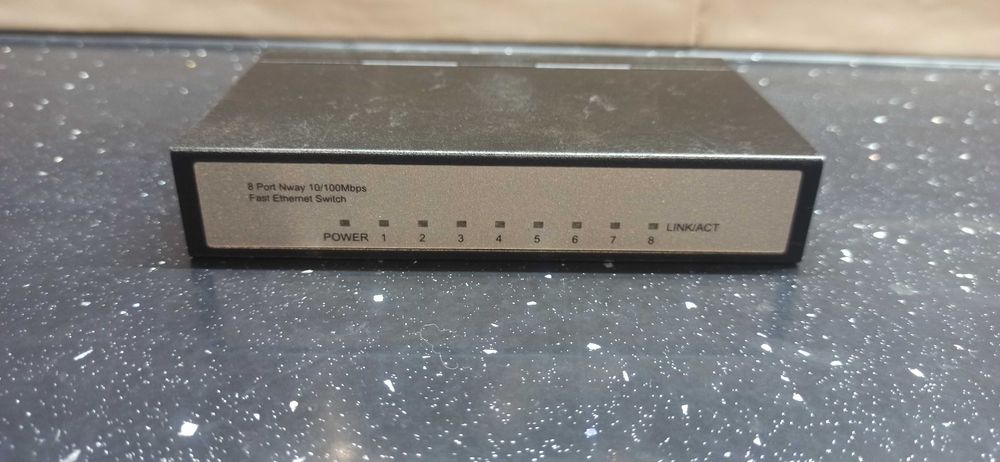 8 Port Nway 10/100Mbps
Fast Ethernet Switch
POWER 1 2 3 4 5 6 7 8 LINK/ACT